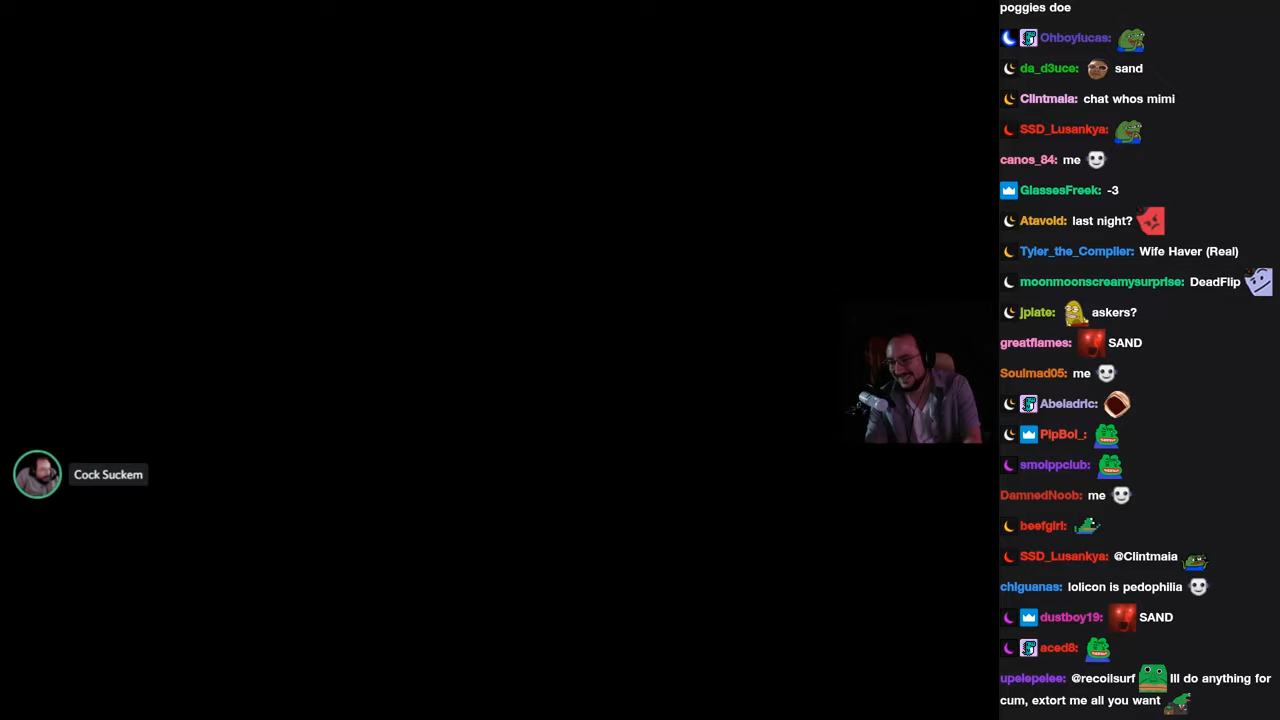 poggies doe
Ohboylucas:
da_d3uce: sand
Clintmaia: chat whos mimi
SSD_Lusankya:
canos_84: me
GlassesFreek: -3
Atavold: last night?
Tyler_the_Compiler: Wife Haver (Real)
moonmoonscreamysurprise: DeadFlip
jplate: askers?
greatflames: SAND
Soulmad05: me
Abeladric:
PipBoi_:
Cock Suckem
smolppclub:
DamnedNoob: me
beefgirl:
SSD_Lusankya: @Clintmaia
chiguanas: lolicon is pedophilia
dustboy19: SAND
aced8:
upelepelee: @recoilsurf Ill do anything for
cum, extort me all you want